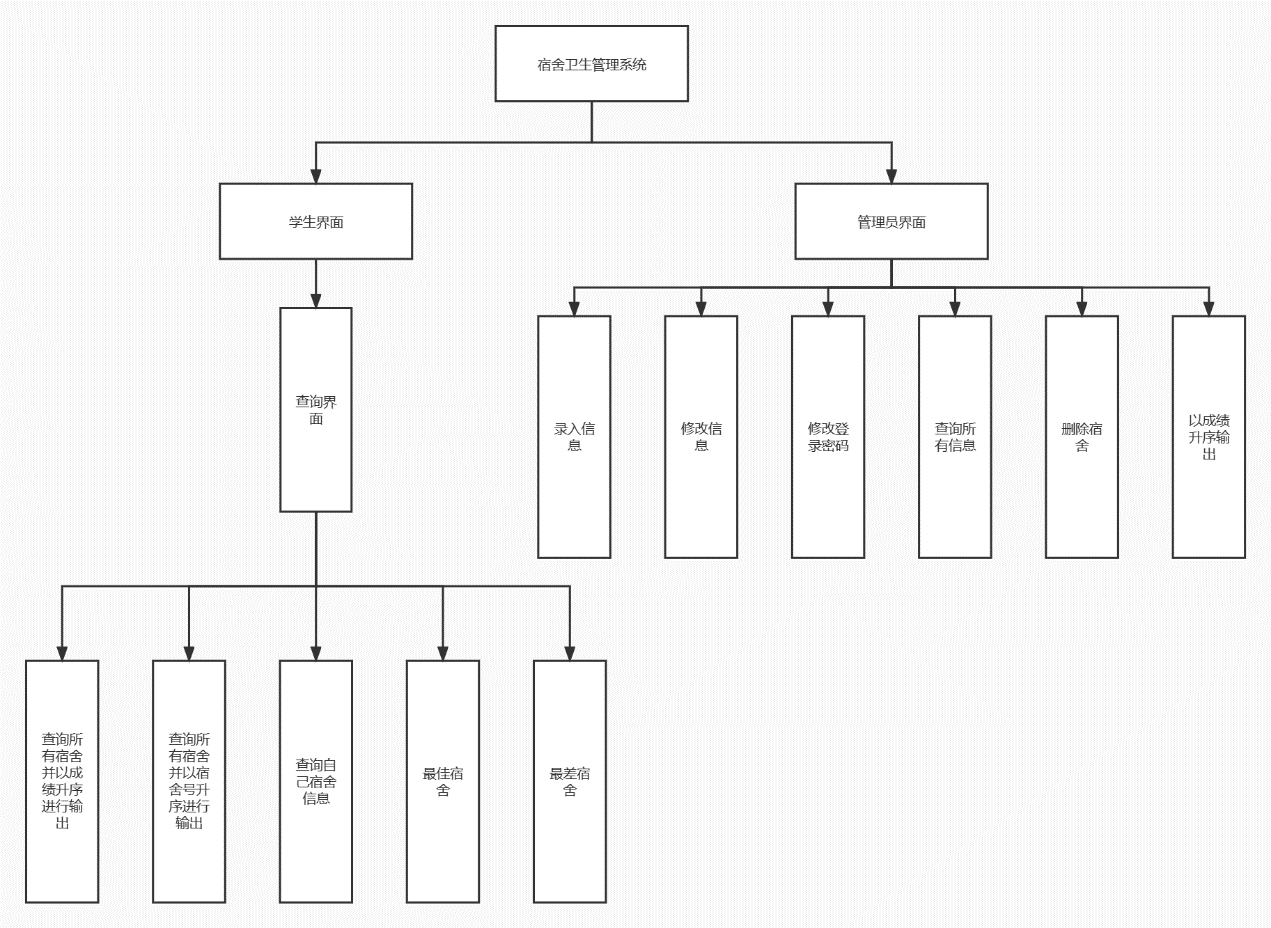 宿舍卫生管理系统
学生界面
管理员界面
查询界
面
录入信
息
修改信
息
修改登
录密码
查询所
有信息
删除宿
舍
以成绩
升序输
出
查询所
有宿舍
并以成
绩升序
进行输
出
查询所
有宿舍
并以宿
舍号升
序进行
输出
查询自
己宿舍
信息
最佳宿
舍
最差宿
舍